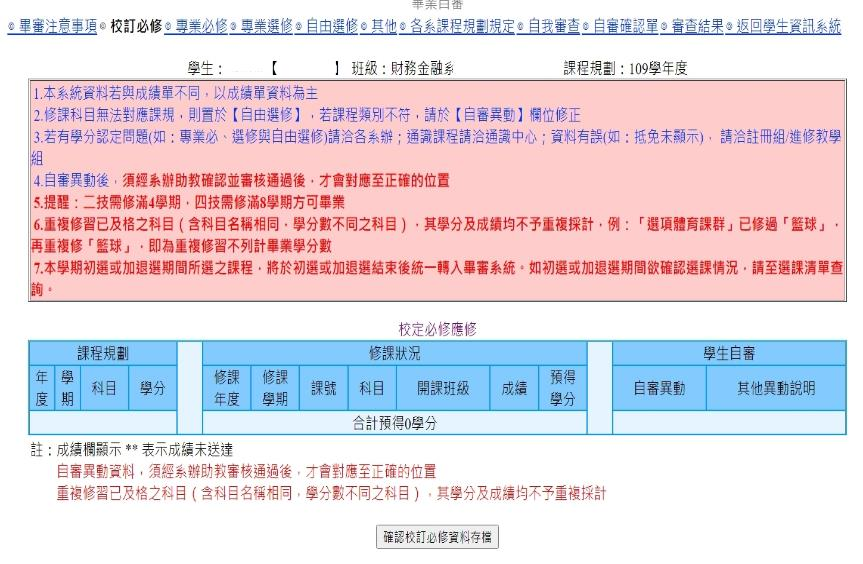 畢業自審
◎ 畢審注意事項 ◎ 校訂必修 ◎ 專業必修 ◎ 專業選修 ◎ 自由選修 ◎ 其他 ◎ 各系課程規劃規定 ◎ 自我審查 ◎ 自審確認單 ◎ 審查結果 ◎ 返回學生資訊系統
學生： 【 】 班級：財務金融系 課程規劃：109學年度
1.本系統資料若與成績單不同，以成績單資料為主
2.修課科目無法對應課規，則置於【自由選修】，若課程類別不符，請於【自審異動】欄位修正
3.若有學分認定問題(如：專業必、選修與自由選修)請洽各系辦；通識課程請洽通識中心；資料有誤(如：抵免未顯示)， 請洽註冊組/進修教學
組
4.自審異動後，須經系辦助教確認並審核通過後，才會對應至正確的位置
5.提醒：二技需修滿4學期，四技需修滿8學期方可畢業
6.重複修習已及格之科目（含科目名稱相同，學分數不同之科目），其學分及成績均不予重複採計，例：「選項體育課群」已修過「籃球」，
再重複修「籃球」，即為重複修習不列計畢業學分數
7.本學期初選或加退選期間所選之課程，將於初選或加退選結束後統一轉入畢審系統。如初選或加退選期間欲確認選課情況，請至選課清單查
詢。
校定必修應修
課程規劃 修課狀況 學生自審
年度 學期 科目 學分 修課年度 修課學期 課號 科目 開課班級 成績 預得學分 自審異動 其他異動說明
合計預得0學分
註：成績欄顯示 ** 表示成績未送達
自審異動資料，須經系辦助教審核通過後，才會對應至正確的位置
重複修習已及格之科目（含科目名稱相同，學分數不同之科目），其學分及成績均不予重複採計
確認校訂必修資料存檔